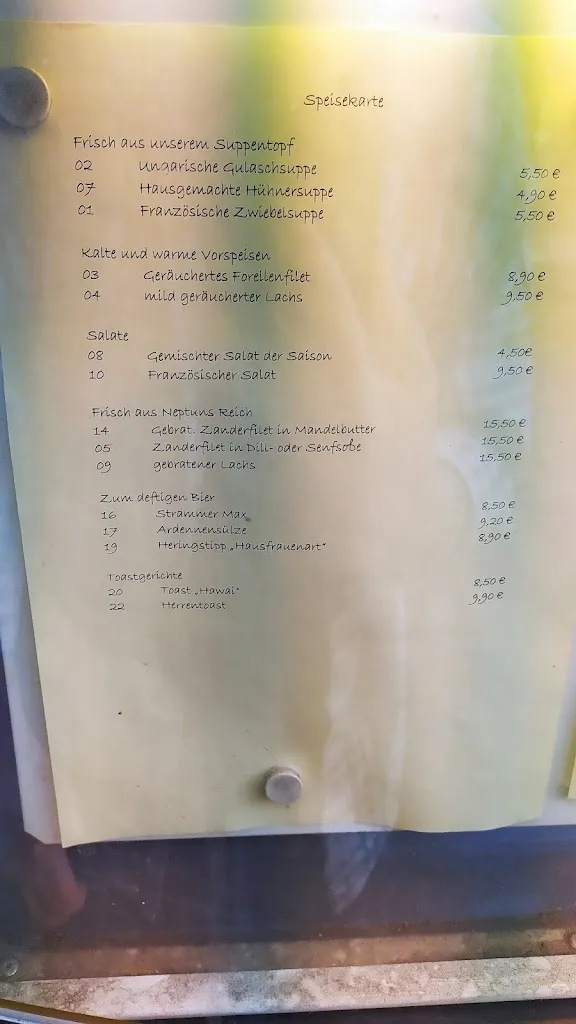 Speisekarte
Frisch aus unserem Suppentopf
02 Ungarische Gulaschsuppe 5,50 €
07 Hausgemachte Hühnersuppe 4,90 €
01 Französische Zwiebelsuppe 5,50 €
Kalte und warme Vorspeisen
03 Geräuchertes Forellenfilet 8,90 €
04 mild geräucherter Lachs 9,50 €
Salate
08 Gemischter Salat der Saison 4,50€
10 Französischer Salat 9,50 €
Frisch aus Neptuns Reich
14 Gebrat. Zanderfilet in Mandelbutter 15,50 €
05 Zanderfilet in Dill- oder Senfsoße 15,50 €
09 gebratener Lachs 15,50 €
Zum deftigen Bier
16 Strammer Max 8,50 €
17 Ardennensülze 9,20 €
19 Heringstipp „Hausfrauenart" 8,90 €
Toastgerichte
20 Toast „Hawai" 8,50 €
22 Herrentoast 9,90 €